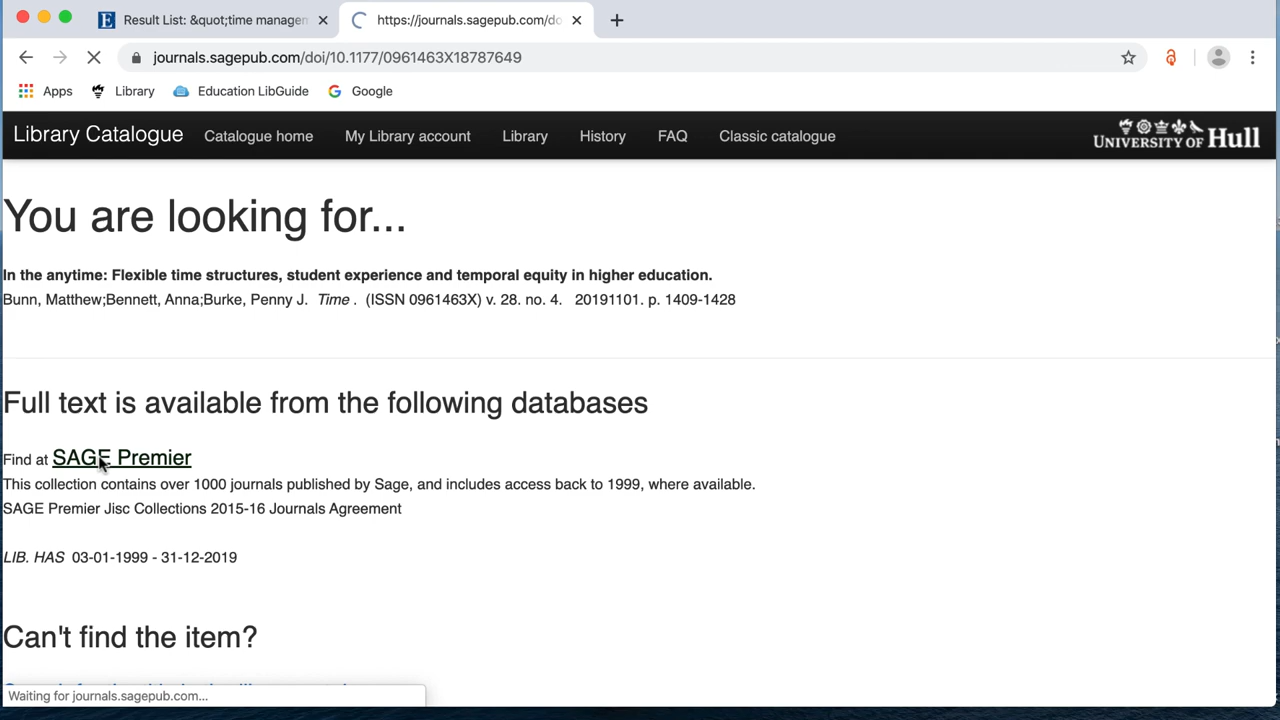 Result List: &quot;time managem
https://journals.sagepub.com/do
journals.sagepub.com/doi/10.1177/0961463X18787649
Apps Library Education LibGuide Google
Library Catalogue Catalogue home My Library account Library History FAQ Classic catalogue UNIVERSITY OF Hull
You are looking for...
In the anytime: Flexible time structures, student experience and temporal equity in higher education.
Bunn, Matthew;Bennett, Anna;Burke, Penny J. Time . (ISSN 0961463X) v. 28. no. 4. 20191101. p. 1409-1428
Full text is available from the following databases
Find at SAGE Premier
This collection contains over 1000 journals published by Sage, and includes access back to 1999, where available.
SAGE Premier Jisc Collections 2015-16 Journals Agreement
LIB. HAS 03-01-1999 - 31-12-2019
Can't find the item?
Waiting for journals.sagepub.com...